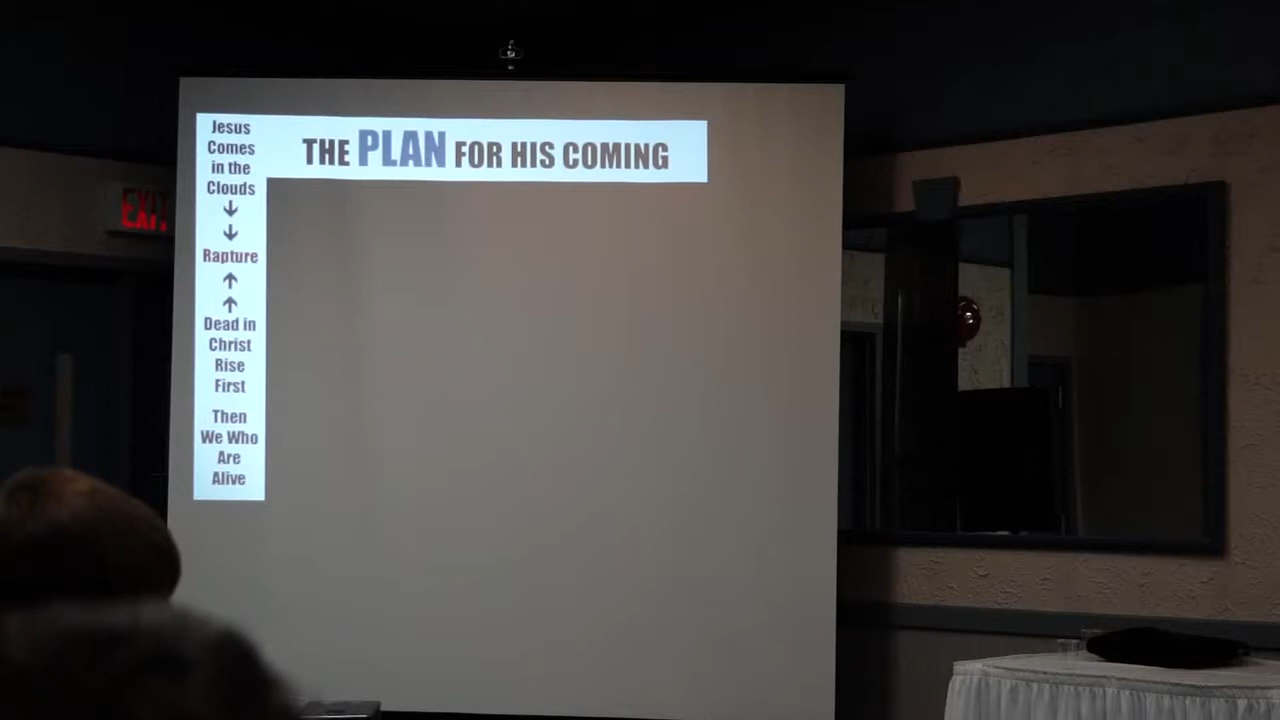 THE PLAN FOR HIS COMING
Jesus
Comes
in the
Clouds
Rapture
Dead in
Christ
Rise
First
Then
We Who
Are
Alive
EXIT